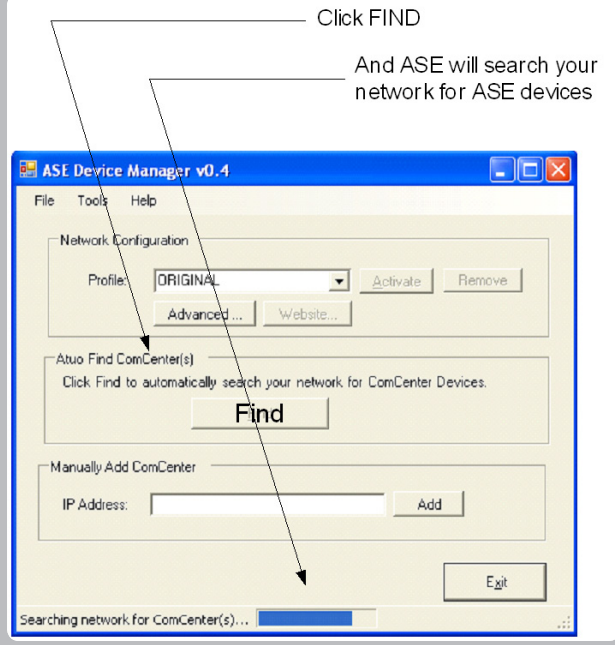 Click FIND
And ASE will search your
network for ASE devices
ASE Device Manager v0.4
File Tools Help
Network Configuration
Profile: ORIGINAL Activate Remove
Advanced ... Website...
Atuo Find ComCenter(s)
Click Find to automatically search your network for ComCenter Devices.
Find
Manually Add ComCenter
IP Address: Add
Exit
Searching network for ComCenter(s)...